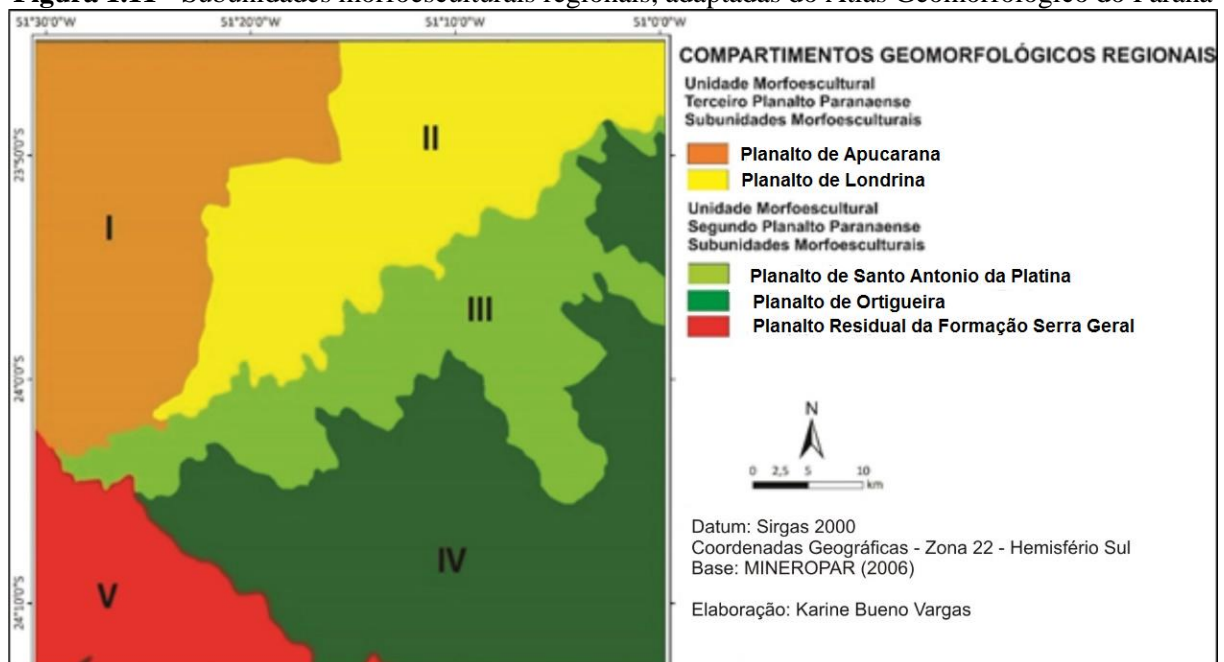 Figura 1.11 - Subunidades morfoesculturais regionais, adaptadas do Atlas Geomorfológico do Paraná
51°30'0"W 51°20'0"W 51°10'0"W 51°0'0"W
23°50'0"S
24°0'0"S
24°10'0"S
I
II
III
IV
V
COMPARTIMENTOS GEOMORFOLÓGICOS REGIONAIS
Unidade Morfoescultural
Terceiro Planalto Paranaense
Subunidades Morfoesculturais
Planalto de Apucarana
Planalto de Londrina
Unidade Morfoescultural
Segundo Planalto Paranaense
Subunidades Morfoesculturais
Planalto de Santo Antonio da Platina
Planalto de Ortigueira
Planalto Residual da Formação Serra Geral
N
0 2,5 5 10
km
Datum: Sirgas 2000
Coordenadas Geográficas - Zona 22 - Hemisfério Sul
Base: MINEROPAR (2006)
Elaboração: Karine Bueno Vargas